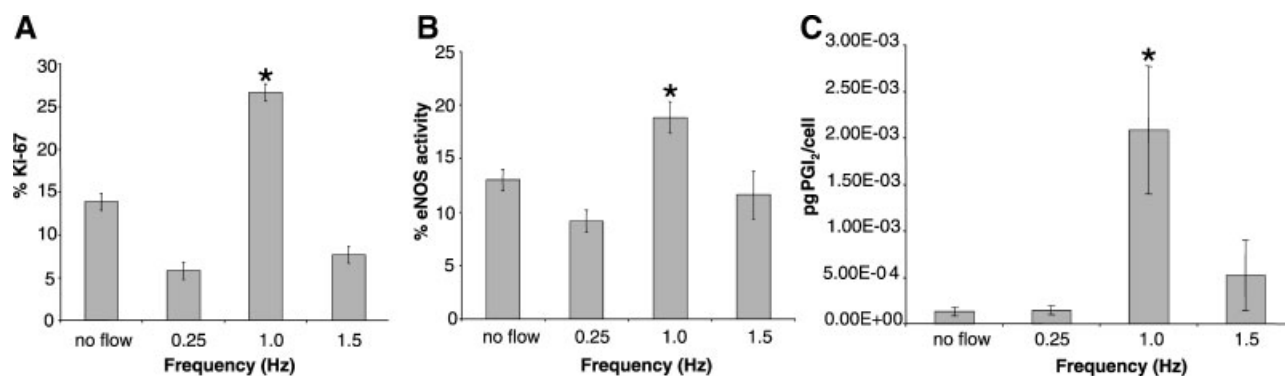 A
% Ki-67
30
25
20
15
10
5
0
*
no flow
0.25
1.0
1.5
Frequency (Hz)
B
% eNOS activity
25
20
15
10
5
0
*
no flow
0.25
1.0
1.5
Frequency (Hz)
C
pg PGI₂/cell
3.00E-03
2.50E-03
2.00E-03
1.50E-03
1.00E-03
5.00E-04
0.00E+00
*
no flow
0.25
1.0
1.5
Frequency (Hz)